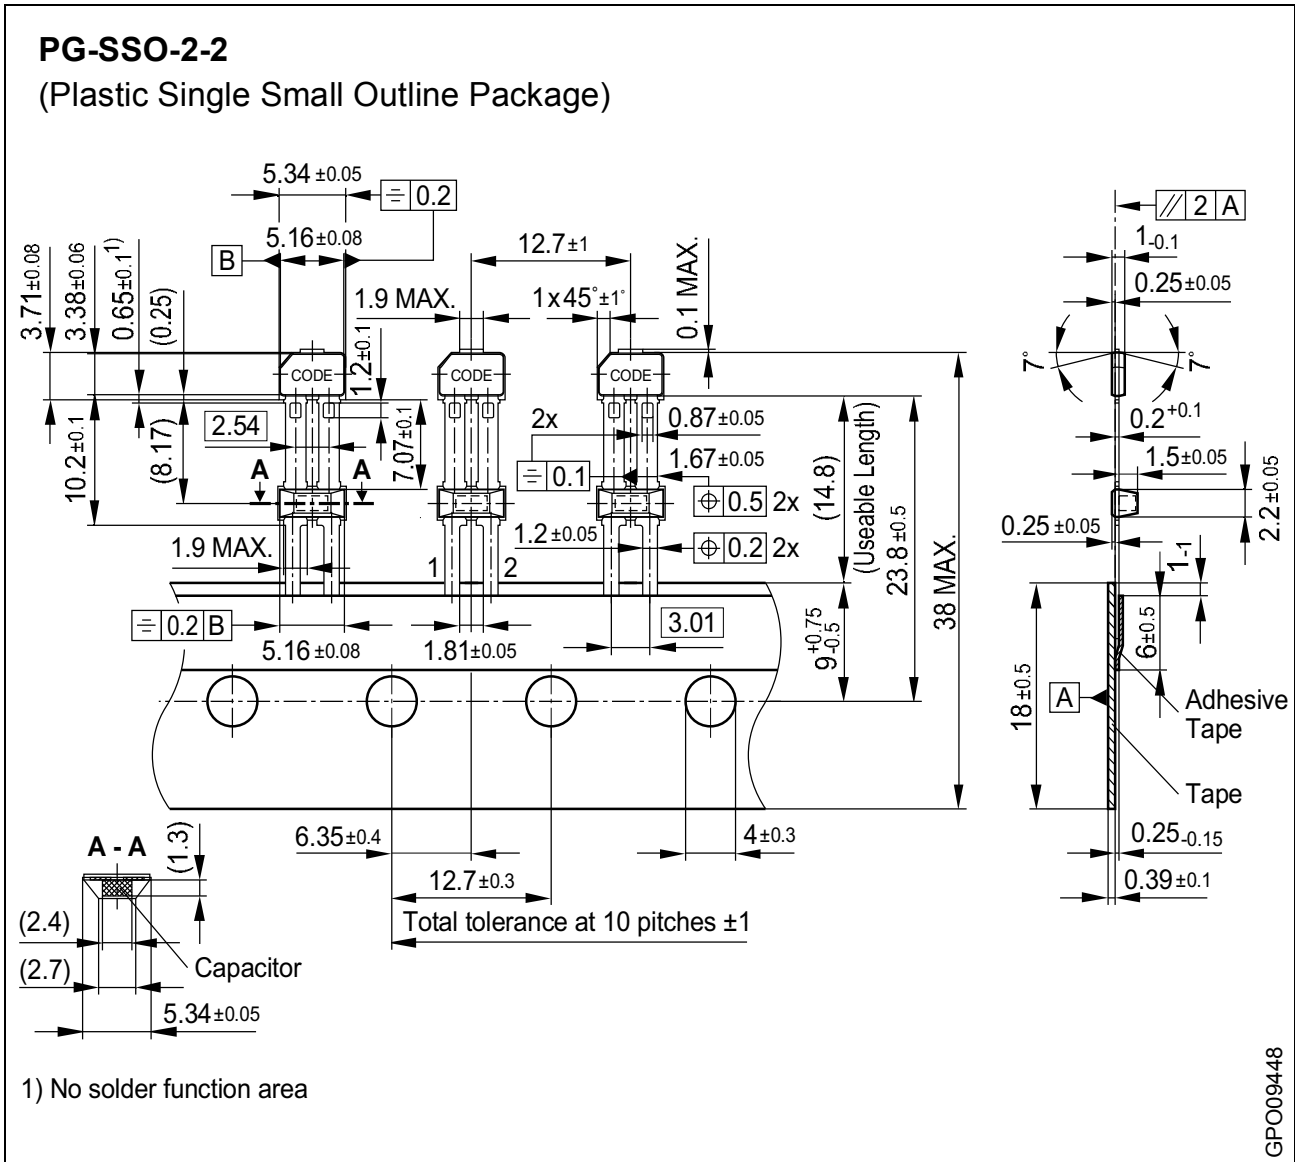 PG-SSO-2-2
(Plastic Single Small Outline Package)
5.34 ±0.05
⌯ 0.2
5.16±0.08
B
12.7±1
1.9 MAX.
1 x 45°±1°
0.1 MAX.
3.71±0.08
3.38±0.06
0.65±0.1 1)
(0.25)
1.2±0.1
CODE
CODE
CODE
// 2 A
1-0.1
0.25±0.05
7°
7°
0.2+0.1
1.5±0.05
2.2±0.05
0.25 ±0.05
10.2±0.1
(8.17)
2.54
7.07±0.1
A
A
2x
0.87±0.05
⌯ 0.1
1.67±0.05
⌖ 0.5 2x
1.2±0.05
⌖ 0.2 2x
1.9 MAX.
1
2
(14.8)
(Useable Length)
23.8±0.5
38 MAX.
⌯ 0.2 B
5.16±0.08
1.81±0.05
3.01
9+0.75-0.5
1-1
6±0.5
18±0.5
A
Adhesive
Tape
Tape
6.35±0.4
4±0.3
0.25-0.15
0.39±0.1
12.7±0.3
Total tolerance at 10 pitches ±1
A - A
(1.3)
(2.4)
(2.7)
Capacitor
5.34±0.05
1) No solder function area
GPO09448